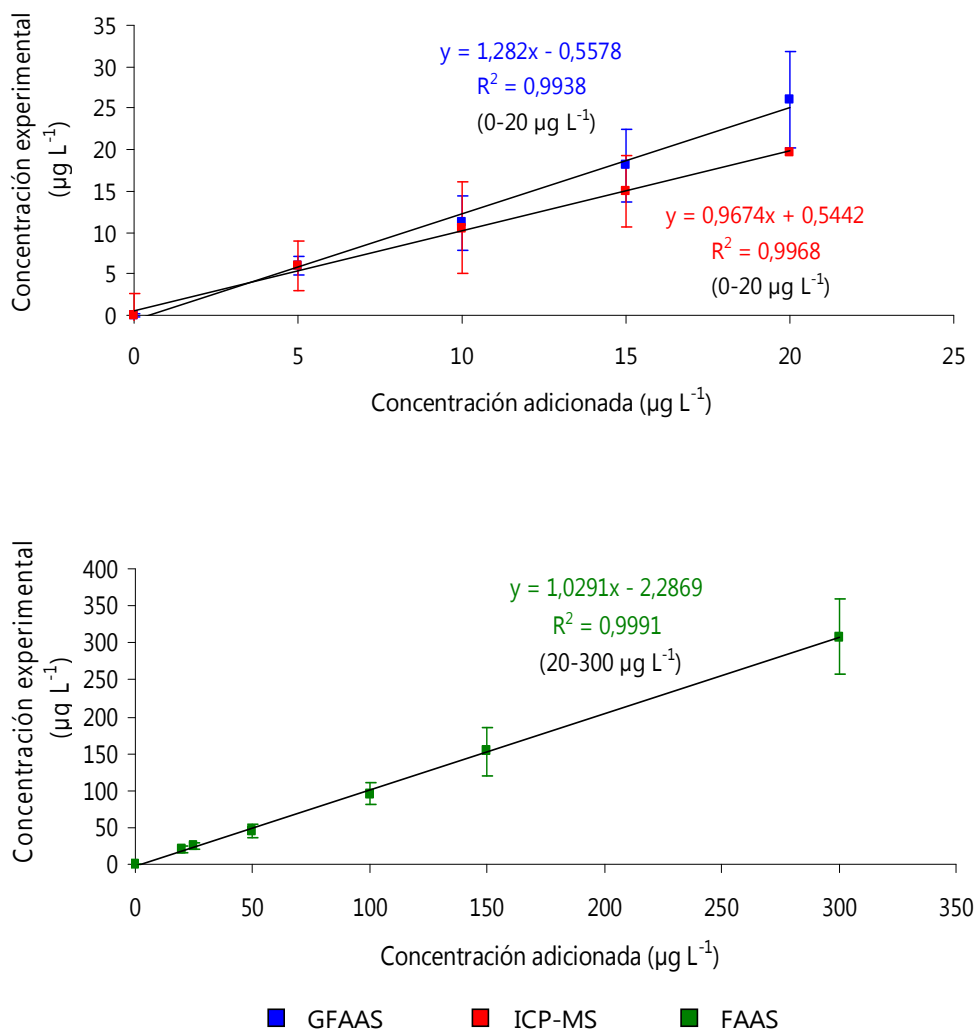 35
30
25
20
15
10
5
0
Concentración experimental
(µg L⁻¹)
y = 1,282x - 0,5578
R² = 0,9938
(0-20 µg L⁻¹)
y = 0,9674x + 0,5442
R² = 0,9968
(0-20 µg L⁻¹)
0 5 10 15 20 25
Concentración adicionada (µg L⁻¹)
400
350
300
250
200
150
100
50
0
Concentración experimental
(µg L⁻¹)
y = 1,0291x - 2,2869
R² = 0,9991
(20-300 µg L⁻¹)
0 50 100 150 200 250 300 350
Concentración adicionada (µg L⁻¹)
GFAAS ICP-MS FAAS